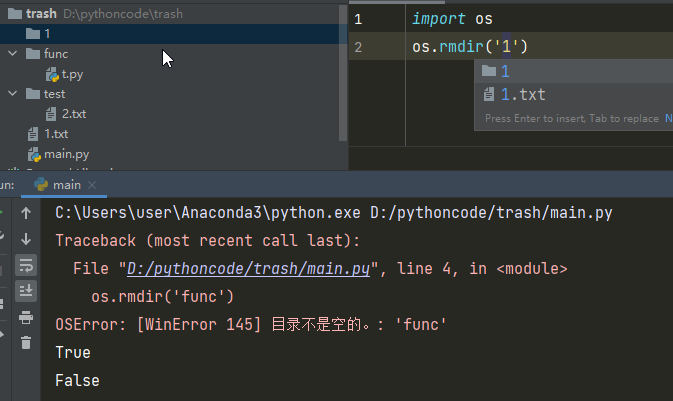 trash D:\pythoncode\trash
1
func
t.py
test
2.txt
1.txt
main.py
1 import os
2 os.rmdir('1')
1
1.txt
Press Enter to insert, Tab to replace N
un: main
C:\Users\user\Anaconda3\python.exe D:/pythoncode/trash/main.py
Traceback (most recent call last):
File "D:/pythoncode/trash/main.py", line 4, in <module>
os.rmdir('func')
OSError: [WinError 145] 目录不是空的。: 'func'
True
False